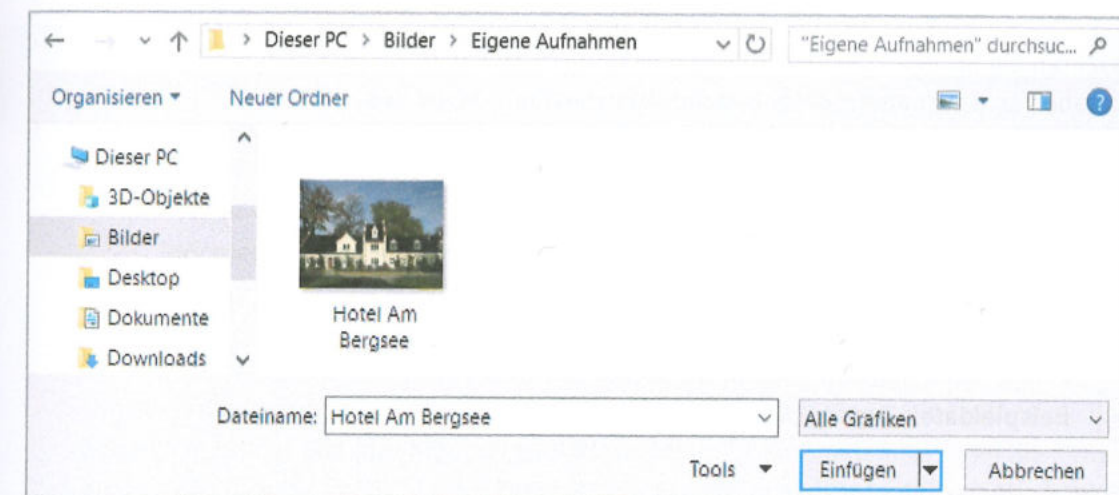 Dieser PC > Bilder > Eigene Aufnahmen
"Eigene Aufnahmen" durchsuc...
Organisieren
Neuer Ordner
Dieser PC
3D-Objekte
Bilder
Desktop
Dokumente
Downloads
Hotel Am
Bergsee
Dateiname: Hotel Am Bergsee
Alle Grafiken
Tools
Einfügen
Abbrechen